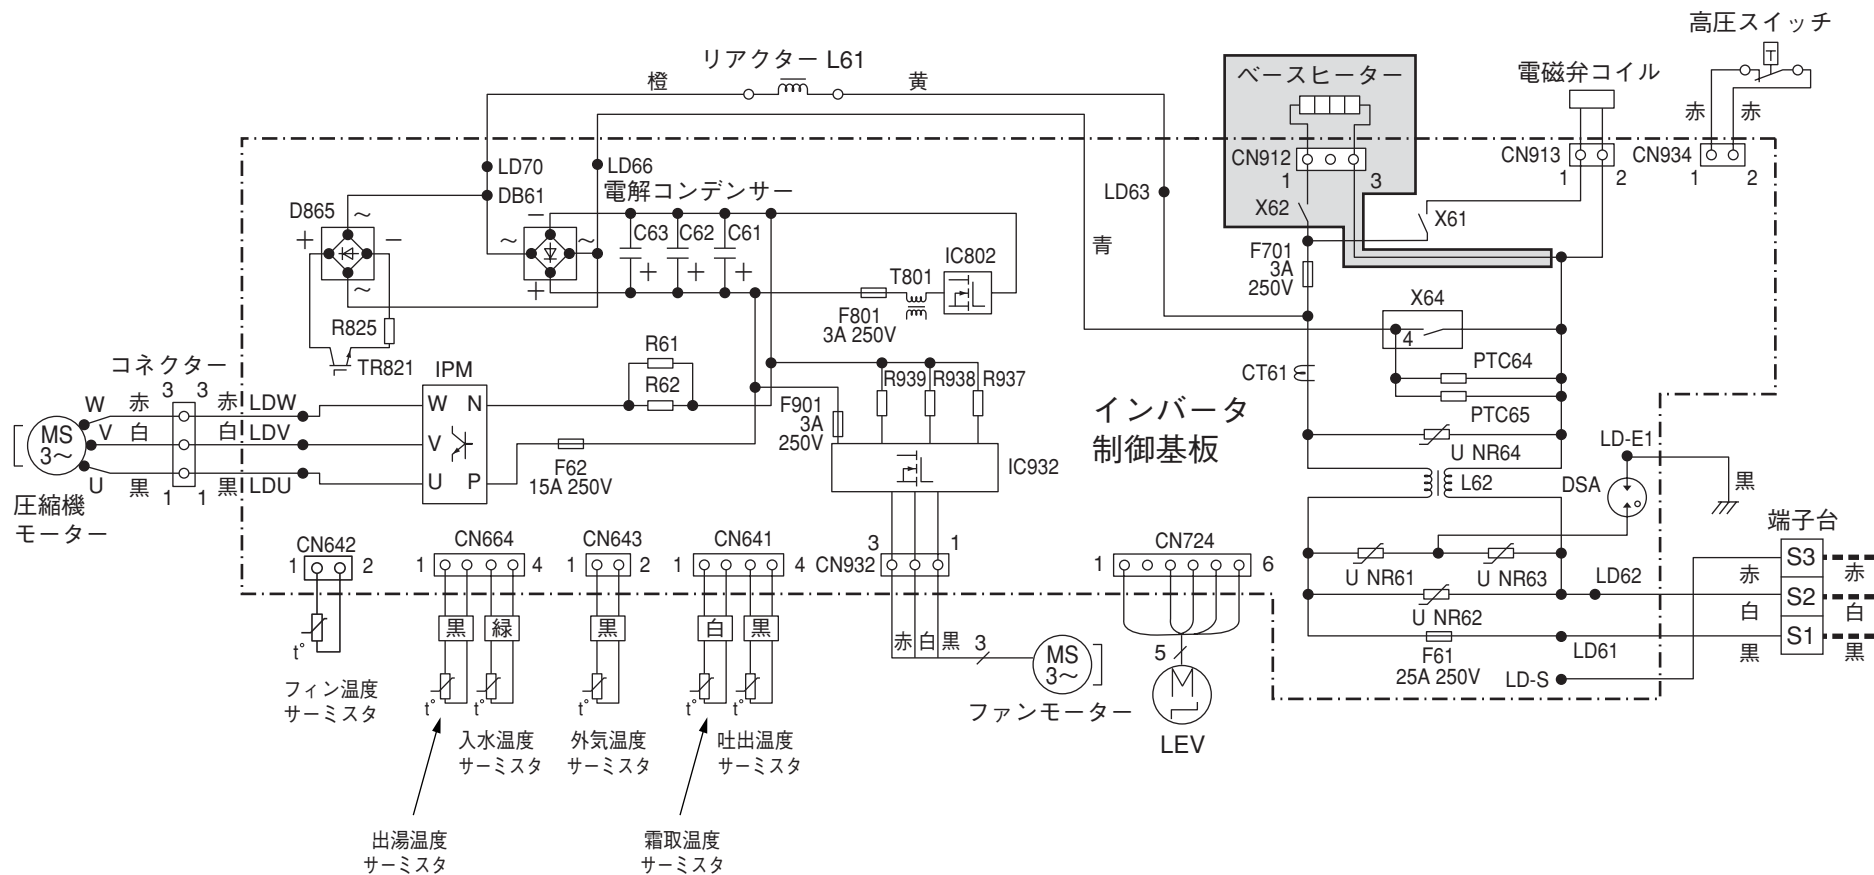 高圧スイッチ
リアクター L61
橙
黄
ベースヒーター
電磁弁コイル
T
赤
赤
LD70
LD66
DB61
電解コンデンサー
CN912
1
3
CN913
1
2
CN934
1
2
LD63
D865
~
+
−
~
−
~
~
+
C63
C62
C61
+
+
+
X62
X61
青
F701
3A
250V
IC802
T801
F801
3A 250V
R825
TR821
X64
4
PTC64
PTC65
CT61
コネクター
3
3
IPM
R61
R62
R939
R938
R937
W
赤
赤
LDW
W
N
F901
3A
250V
インバータ
制御基板
MS
3~
V
白
白
LDV
V
U NR64
LD-E1
F62
15A 250V
IC932
U
黒
1
1
黒
LDU
U
P
L62
DSA
黒
圧縮機
モーター
端子台
CN642
1
2
CN664
1
4
CN643
1
2
CN641
1
4
3
1
CN932
CN724
1
6
U NR61
U NR63
LD62
赤
S3
赤
U NR62
白
S2
白
F61
25A 250V
LD61
黒
S1
黒
LD-S
黒
緑
黒
白
黒
赤
白
黒
3
MS
3~
5
t°
t°
t°
t°
t°
t°
フィン温度
サーミスタ
ファンモーター
LEV
入水温度
サーミスタ
外気温度
サーミスタ
吐出温度
サーミスタ
出湯温度
サーミスタ
霜取温度
サーミスタ